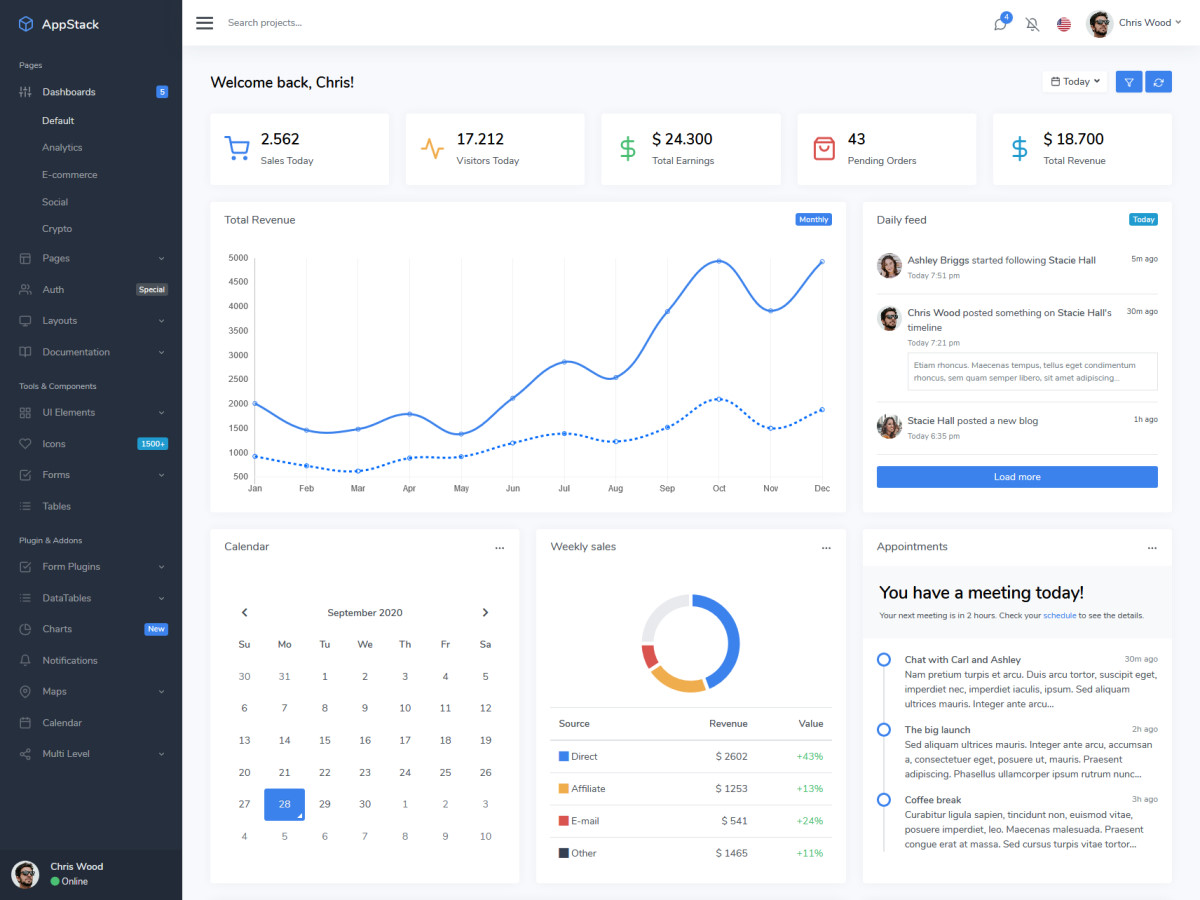 AppStack
Pages
Dashboards 5
Default
Analytics
E-commerce
Social
Crypto
Pages
Auth Special
Layouts
Documentation
Tools & Components
UI Elements
Icons 1500+
Forms
Tables
Plugin & Addons
Form Plugins
DataTables
Charts New
Notifications
Maps
Calendar
Multi Level
Chris Wood
Online
Search projects...
4
Chris Wood
Welcome back, Chris!
Today
2.562
Sales Today
17.212
Visitors Today
$ 24.300
Total Earnings
43
Pending Orders
$ 18.700
Total Revenue
Total Revenue Monthly
5000
4500
4000
3500
3000
2500
2000
1500
1000
500
Jan Feb Mar Apr May Jun Jul Aug Sep Oct Nov Dec
Daily feed Today
Ashley Briggs started following Stacie Hall 5m ago
Today 7:51 pm
Chris Wood posted something on Stacie Hall's 30m ago
timeline
Today 7:21 pm
Etiam rhoncus. Maecenas tempus, tellus eget condimentum
rhoncus, sem quam semper libero, sit amet adipiscing...
Stacie Hall posted a new blog 1h ago
Today 6:35 pm
Load more
Calendar ...
September 2020
Su Mo Tu We Th Fr Sa
30 31 1 2 3 4 5
6 7 8 9 10 11 12
13 14 15 16 17 18 19
20 21 22 23 24 25 26
27 28 29 30 1 2 3
4 5 6 7 8 9 10
Weekly sales ...
Source Revenue Value
Direct $ 2602 +43%
Affiliate $ 1253 +13%
E-mail $ 541 +24%
Other $ 1465 +11%
Appointments ...
You have a meeting today!
Your next meeting is in 2 hours. Check your schedule to see the details.
Chat with Carl and Ashley 30m ago
Nam pretium turpis et arcu. Duis arcu tortor, suscipit eget,
imperdiet nec, imperdiet iaculis, ipsum. Sed aliquam
ultrices mauris. Integer ante arcu...
The big launch 2h ago
Sed aliquam ultrices mauris. Integer ante arcu, accumsan
a, consectetuer eget, posuere ut, mauris. Praesent
adipiscing. Phasellus ullamcorper ipsum rutrum nunc...
Coffee break 3h ago
Curabitur ligula sapien, tincidunt non, euismod vitae,
posuere imperdiet, leo. Maecenas malesuada. Praesent
congue erat at massa. Sed cursus turpis vitae tortor...